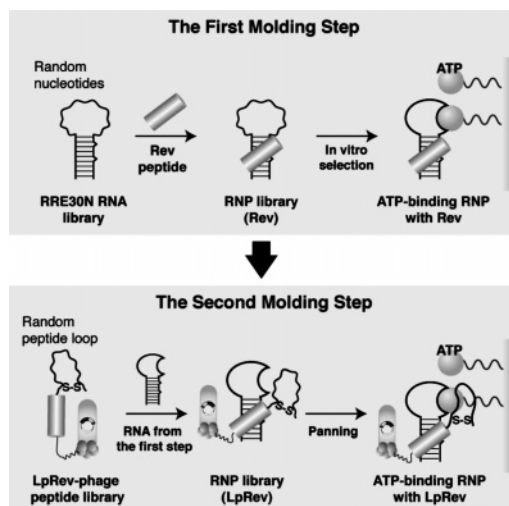 The First Molding Step
Random
nucleotides
ATP
Rev
peptide
In vitro
selection
RRE30N RNA
library
RNP library
(Rev)
ATP-binding RNP
with Rev
The Second Molding Step
Random
peptide loop
ATP
S-S
S-S
S-S
RNA from
the first step
Panning
LpRev-phage
peptide library
RNP library
(LpRev)
ATP-binding RNP
with LpRev